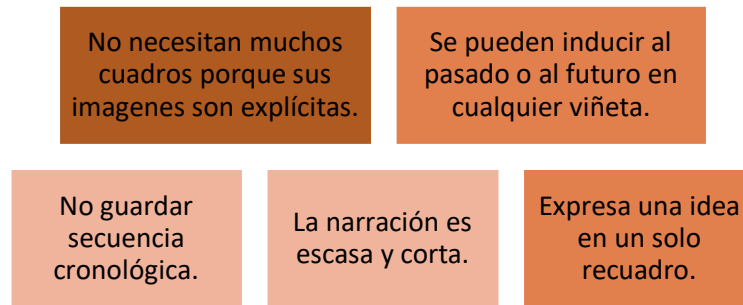 No necesitan muchos
cuadros porque sus
imagenes son explícitas.
Se pueden inducir al
pasado o al futuro en
cualquier viñeta.
No guardar
secuencia
cronológica.
La narración es
escasa y corta.
Expresa una idea
en un solo
recuadro.